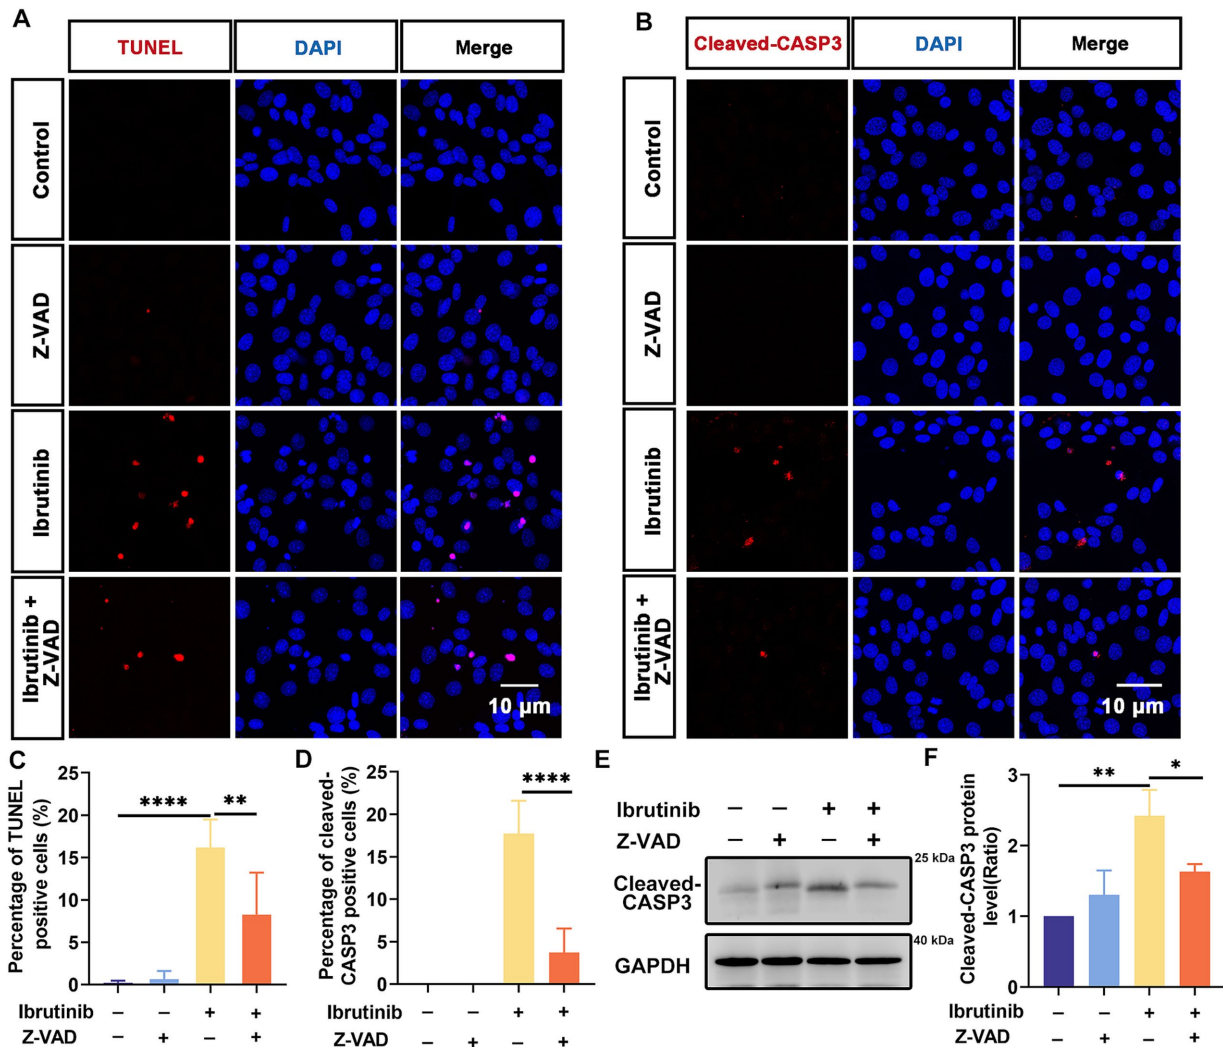 A
TUNEL DAPI Merge
Control
Z-VAD
Ibrutinib
Ibrutinib +
Z-VAD
10 μm
B
Cleaved-CASP3 DAPI Merge
Control
Z-VAD
Ibrutinib
Ibrutinib +
Z-VAD
10 μm
C
Percentage of TUNEL
positive cells (%)
25
20
15
10
5
0
**** **
Ibrutinib – – + +
Z-VAD – + – +
D
Percentage of cleaved-
CASP3 positive cells (%)
25
20
15
10
5
0
****
– – + +
– + – +
E
Ibrutinib – – + +
Z-VAD – + – +
25 kDa
Cleaved-
CASP3
40 kDa
GAPDH
F
Cleaved-CASP3 protein
level(Ratio)
3
2
1
0
** *
Ibrutinib – – + +
Z-VAD – + – +